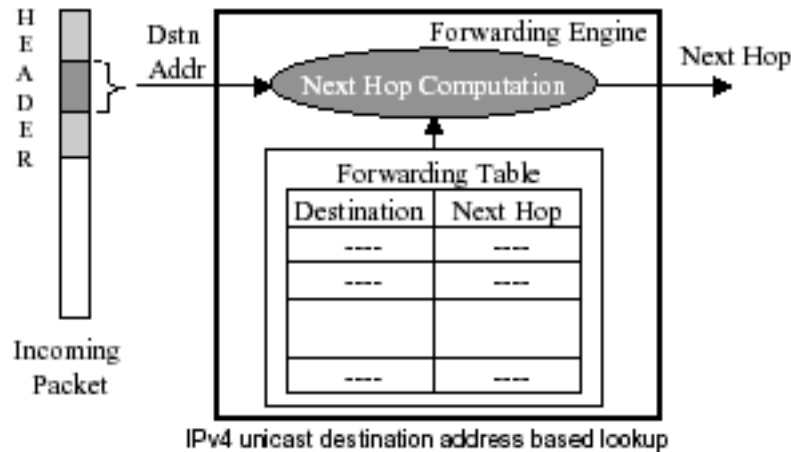 HEADER
Dstn
Addr
Forwarding Engine
Next Hop Computation
Next Hop
Forwarding Table
Destination Next Hop
---- ----
---- ----
---- ----
Incoming
Packet
IPv4 unicast destination address based lookup